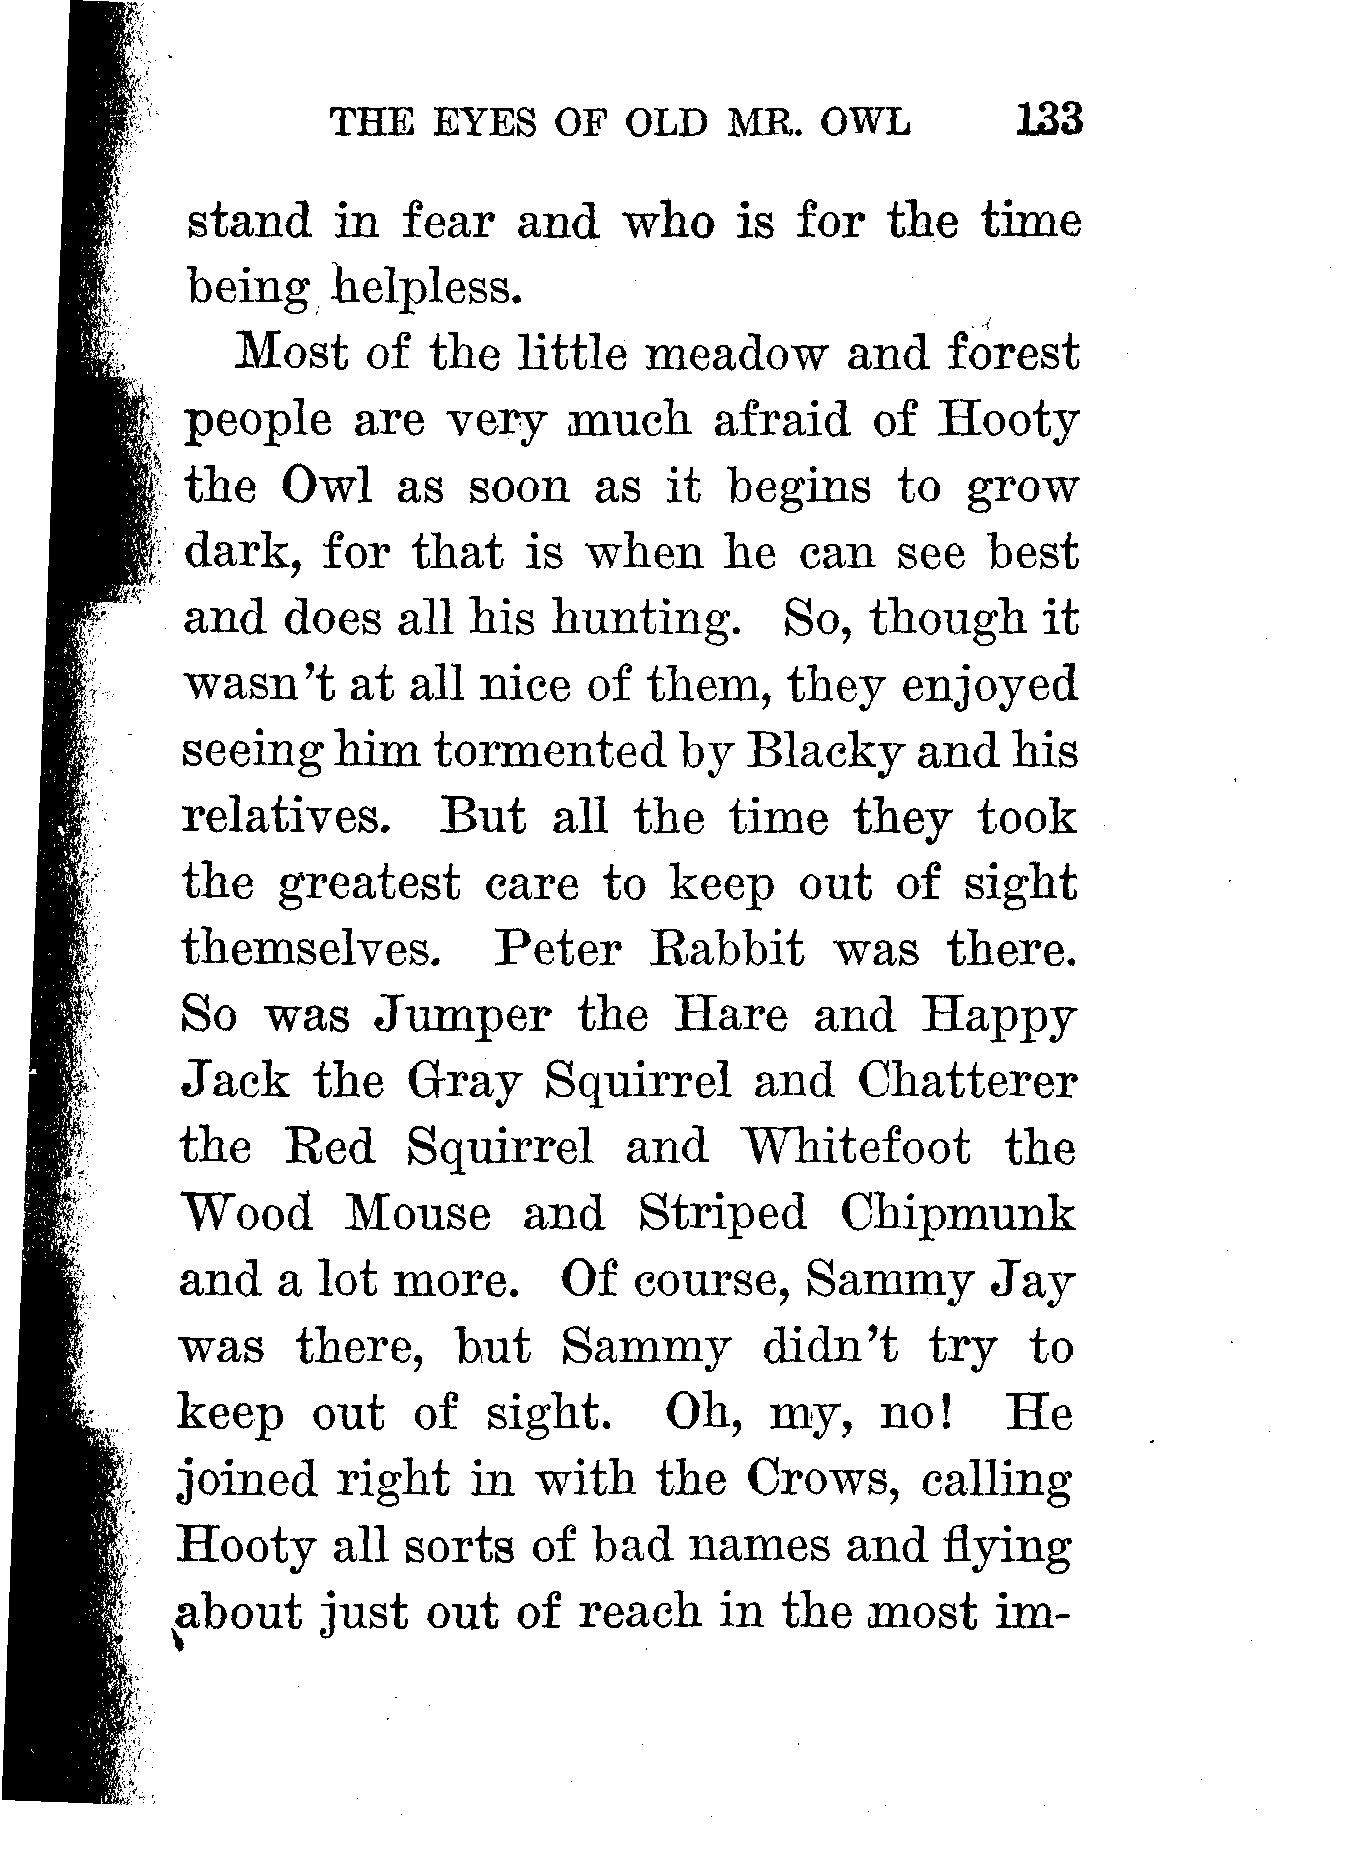 THE EYES OF OLD MR. OWL 133
stand in fear and who is for the time
being helpless.
Most of the little meadow and forest
people are very much afraid of Hooty
the Owl as soon as it begins to grow
dark, for that is when he can see best
and does all his hunting. So, though it
wasn't at all nice of them, they enjoyed
seeing him tormented by Blacky and his
relatives. But all the time they took
the greatest care to keep out of sight
themselves. Peter Rabbit was there.
So was Jumper the Hare and Happy
Jack the Gray Squirrel and Chatterer
the Red Squirrel and Whitefoot the
Wood Mouse and Striped Chipmunk
and a lot more. Of course, Sammy Jay
was there, but Sammy didn't try to
keep out of sight. Oh, my, no! He
joined right in with the Crows, calling
Hooty all sorts of bad names and flying
about just out of reach in the most im-